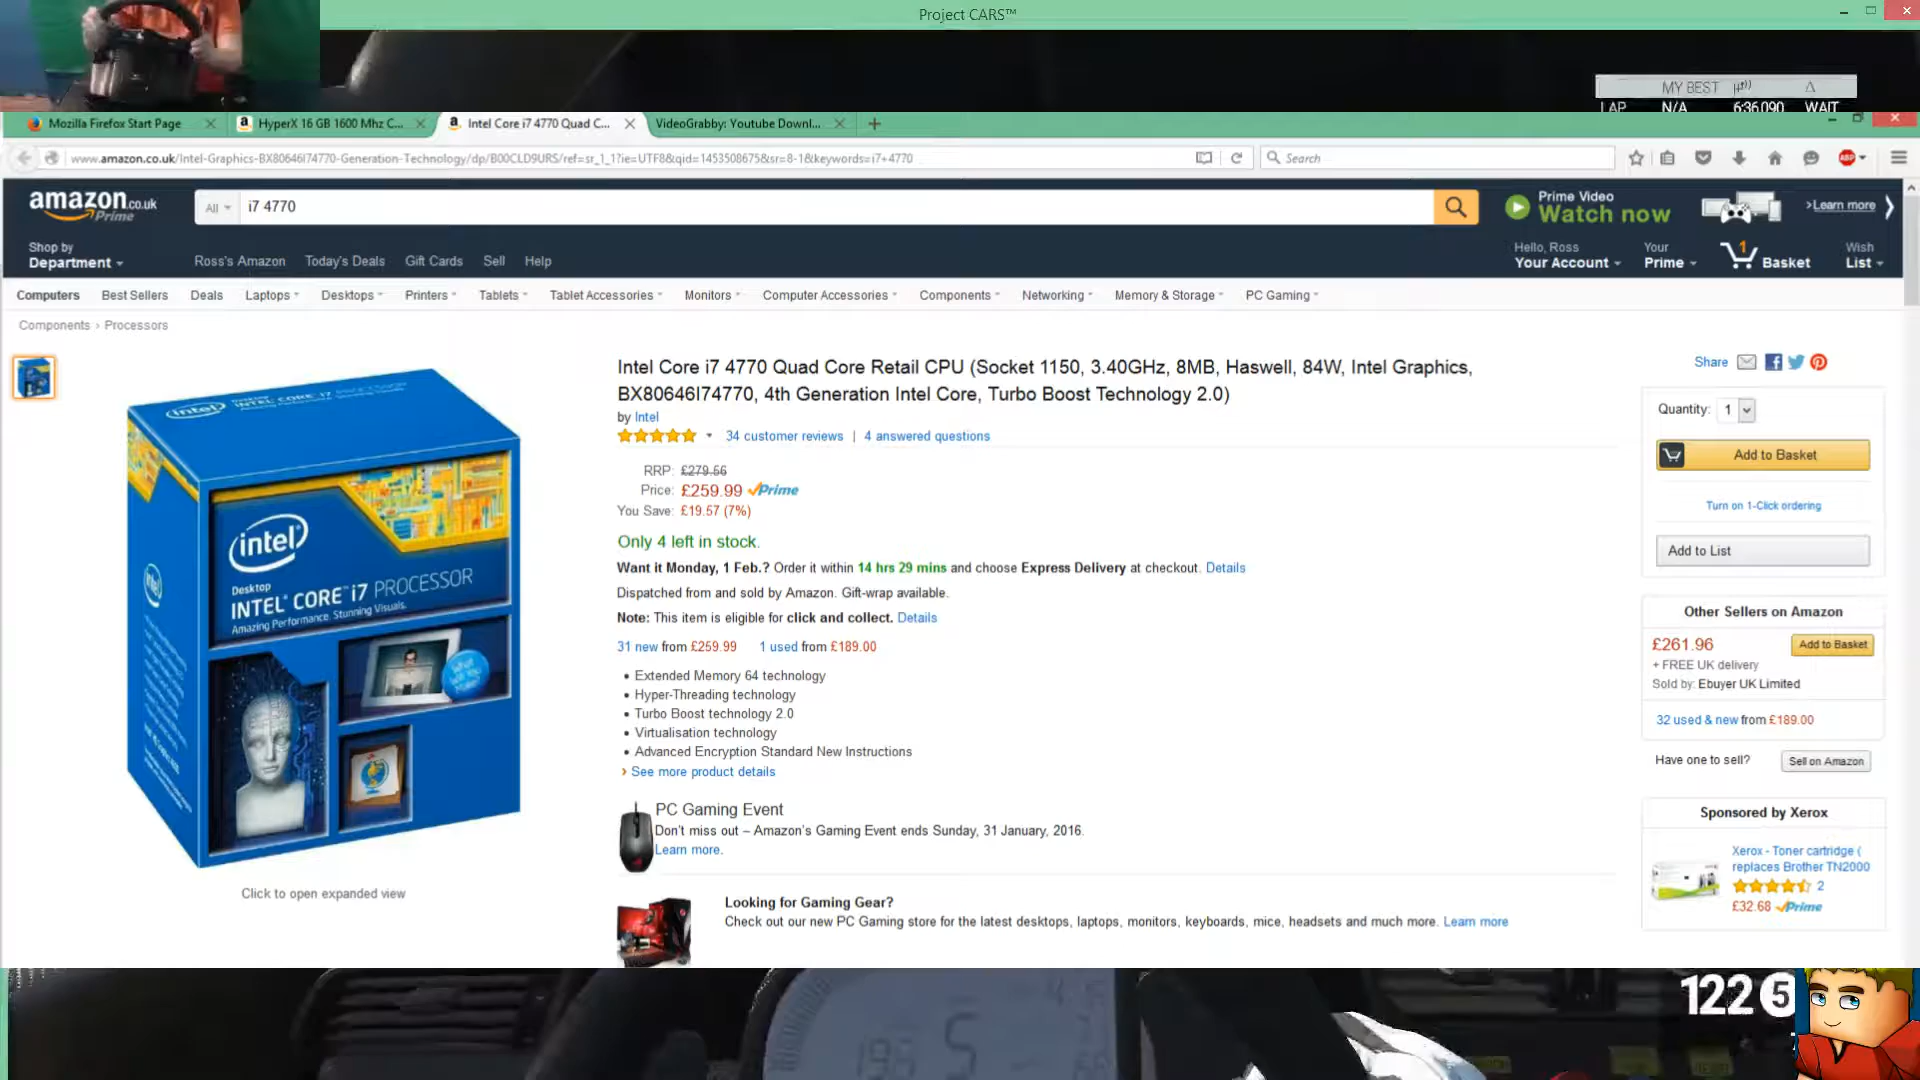 Project CARS™
MY BEST
LAP N/A 6:36.090 WAIT
Mozilla Firefox Start Page
HyperX 16 GB 1600 Mhz C...
Intel Core i7 4770 Quad C...
VideoGrabby: Youtube Downl...
www.amazon.co.uk/Intel-Graphics-BX80646I74770-Generation-Technology/dp/B00CLD9URS/ref=sr_1_1?ie=UTF8&qid=1453508675&sr=8-1&keywords=i7+4770
Search
ABP
amazon.co.uk
Prime
All
i7 4770
Prime Video
Watch now
>Learn more
Shop by
Department
Ross's Amazon Today's Deals Gift Cards Sell Help
Hello, Ross
Your Account
Your
Prime
1
Basket
Wish
List
Computers Best Sellers Deals Laptops Desktops Printers Tablets Tablet Accessories Monitors Computer Accessories Components Networking Memory & Storage PC Gaming
Components › Processors
intel
Desktop
INTEL® CORE™ i7 PROCESSOR
Amazing Performance. Stunning Visuals.
Click to open expanded view
Intel Core i7 4770 Quad Core Retail CPU (Socket 1150, 3.40GHz, 8MB, Haswell, 84W, Intel Graphics,
BX80646I74770, 4th Generation Intel Core, Turbo Boost Technology 2.0)
by Intel
34 customer reviews | 4 answered questions
RRP: £279.56
Price: £259.99 Prime
You Save: £19.57 (7%)
Only 4 left in stock.
Want it Monday, 1 Feb.? Order it within 14 hrs 29 mins and choose Express Delivery at checkout. Details
Dispatched from and sold by Amazon. Gift-wrap available.
Note: This item is eligible for click and collect. Details
31 new from £259.99 1 used from £189.00
• Extended Memory 64 technology
• Hyper-Threading technology
• Turbo Boost technology 2.0
• Virtualisation technology
• Advanced Encryption Standard New Instructions
› See more product details
PC Gaming Event
Don't miss out – Amazon's Gaming Event ends Sunday, 31 January, 2016.
Learn more.
Looking for Gaming Gear?
Check out our new PC Gaming store for the latest desktops, laptops, monitors, keyboards, mice, headsets and much more. Learn more
Share
Quantity: 1
Add to Basket
Turn on 1-Click ordering
Add to List
Other Sellers on Amazon
£261.96
Add to Basket
+ FREE UK delivery
Sold by: Ebuyer UK Limited
32 used & new from £189.00
Have one to sell?
Sell on Amazon
Sponsored by Xerox
Xerox - Toner cartridge (
replaces Brother TN2000
2
£32.68 Prime
122 5
5